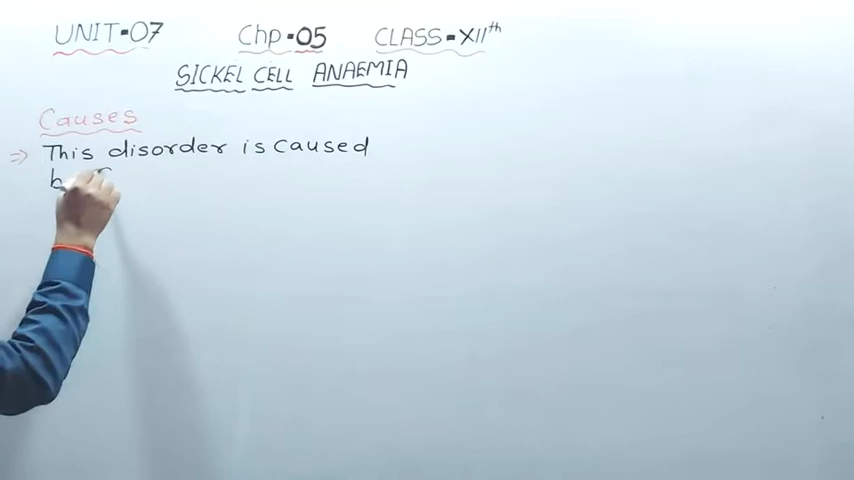 UNIT-07 Chp-05 CLASS-XIIth
SICKEL CELL ANAEMIA
Causes
⇒ This disorder is caused